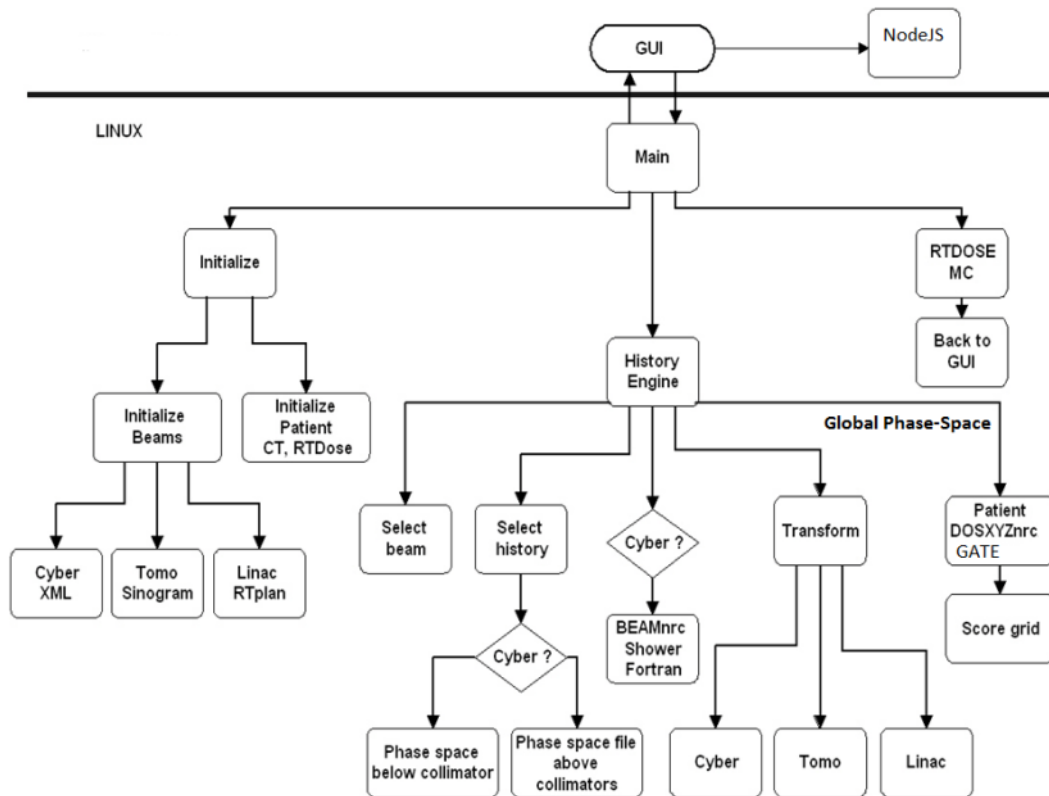 GUI
NodeJS
LINUX
Main
Initialize
RTDOSE
MC
Back to
GUI
History
Engine
Initialize
Beams
Initialize
Patient
CT, RTDose
Global Phase-Space
Select
beam
Select
history
Cyber ?
Transform
Patient
DOSXYZnrc
GATE
Cyber
XML
Tomo
Sinogram
Linac
RTplan
BEAMnrc
Shower
Fortran
Score grid
Cyber ?
Phase space
below collimator
Phase space file
above
collimators
Cyber
Tomo
Linac